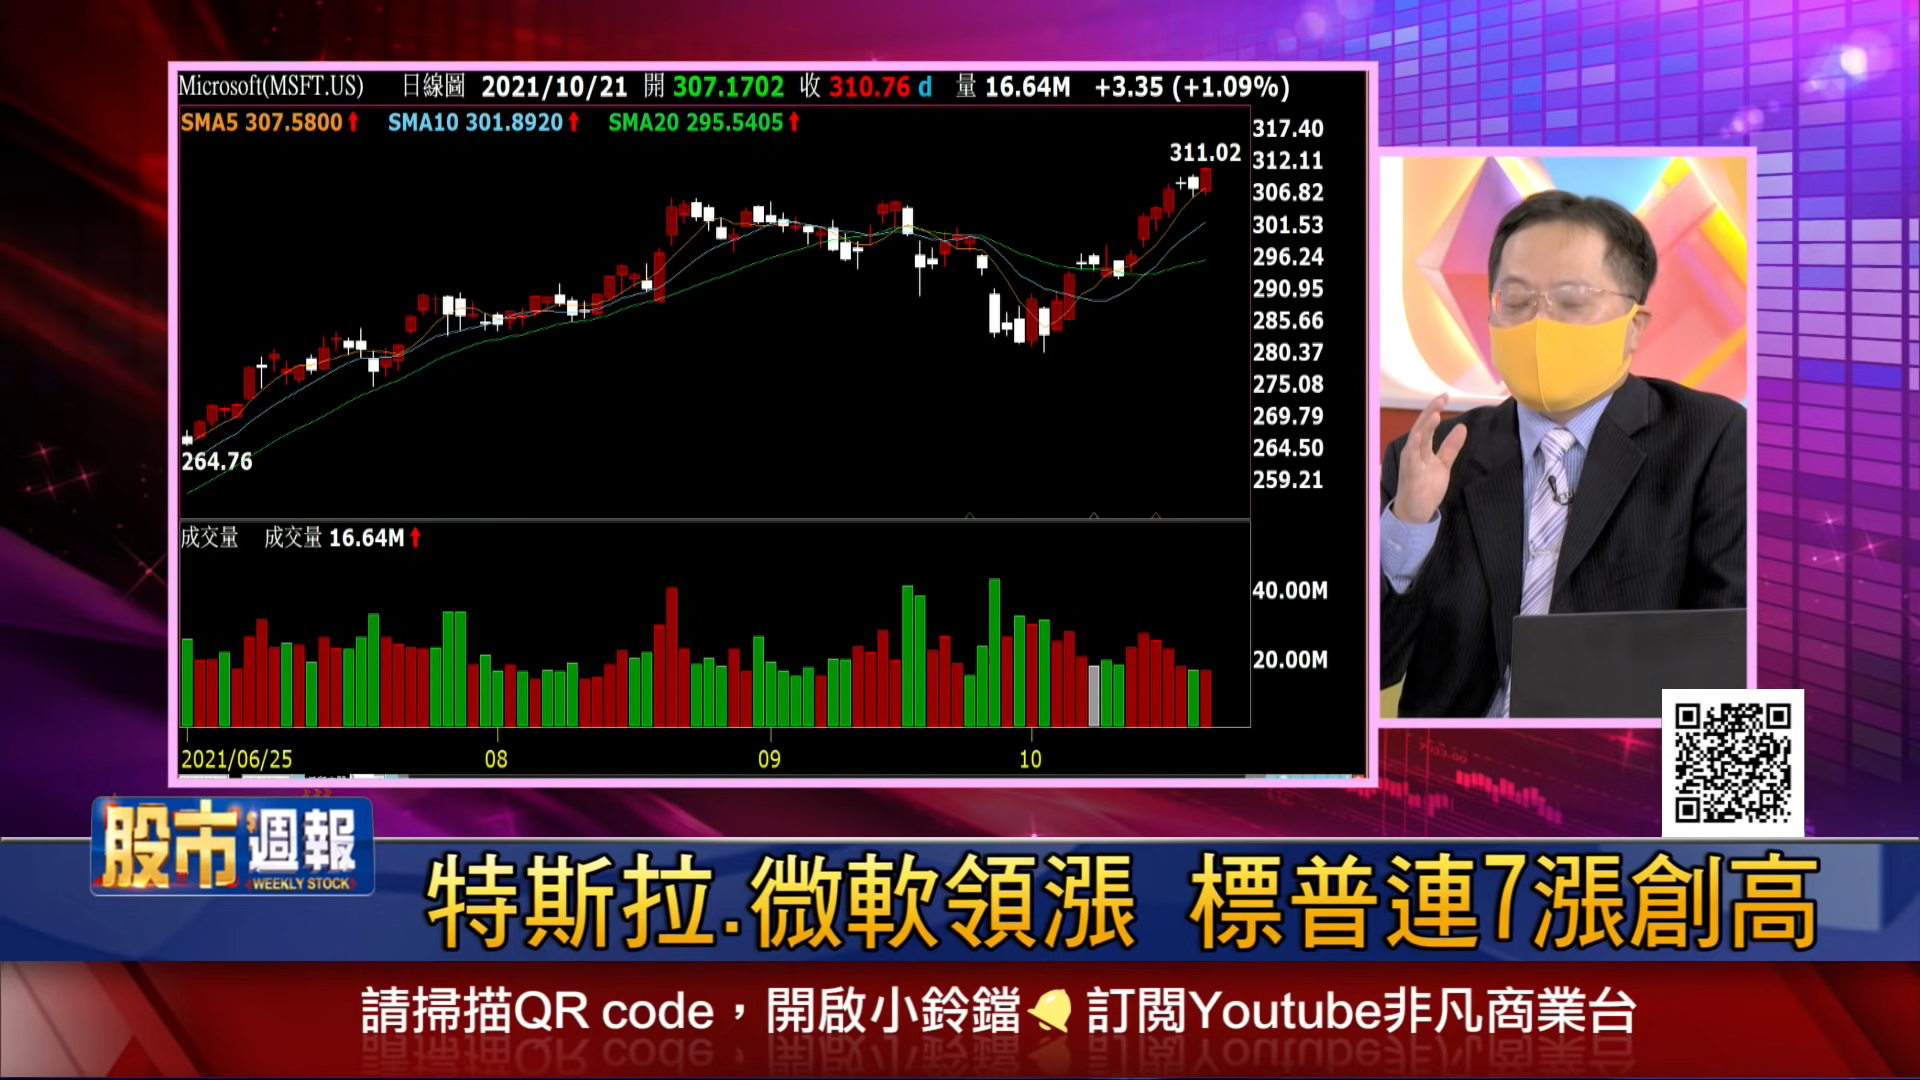 Microsoft(MSFT.US) 日線圖 2021/10/21 開 307.1702 收 310.76 d 量 16.64M +3.35 (+1.09%)
SMA5 307.5800↑ SMA10 301.8920↑ SMA20 295.5405↑
317.40
311.02
312.11
306.82
301.53
296.24
290.95
285.66
280.37
275.08
269.79
264.50
264.76
259.21
成交量 成交量 16.64M↑
40.00M
20.00M
2021/06/25 08 09 10
股市週報
WEEKLY STOCK
特斯拉.微軟領漲 標普連7漲創高
請掃描QR code，開啟小鈴鐺🔔訂閱Youtube非凡商業台